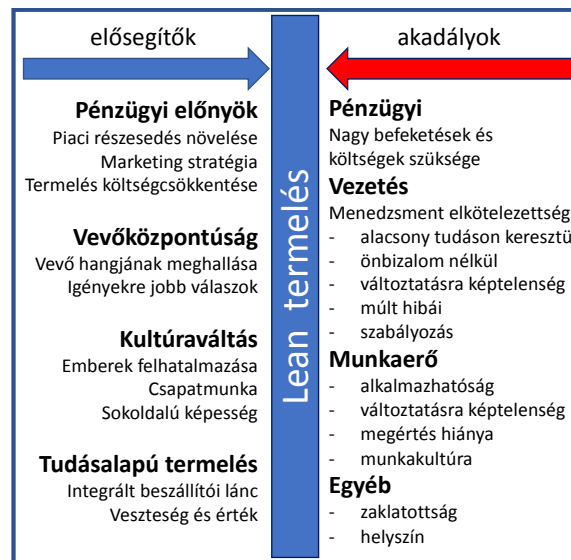 elősegítők
Pénzügyi előnyök
Piaci részesedés növelése
Marketing stratégia
Termelés költségcsökkentése
Vevőközpontúság
Vevő hangjának meghallása
Igényekre jobb válaszok
Kultúraváltás
Emberek felhatalmazása
Csapatmunka
Sokoldalú képesség
Tudásalapú termelés
Integrált beszállítói lánc
Veszteség és érték
Lean termelés
akadályok
Pénzügyi
Nagy befeketések és
költségek szüksége
Vezetés
Menedzsment elkötelezettség
- alacsony tudáson keresztü
- önbizalom nélkül
- változtatásra képtelenség
- múlt hibái
- szabályozás
Munkaerő
- alkalmazhatóság
- változtatásra képtelenség
- megértés hiánya
- munkakultúra
Egyéb
- zaklatottság
- helyszín